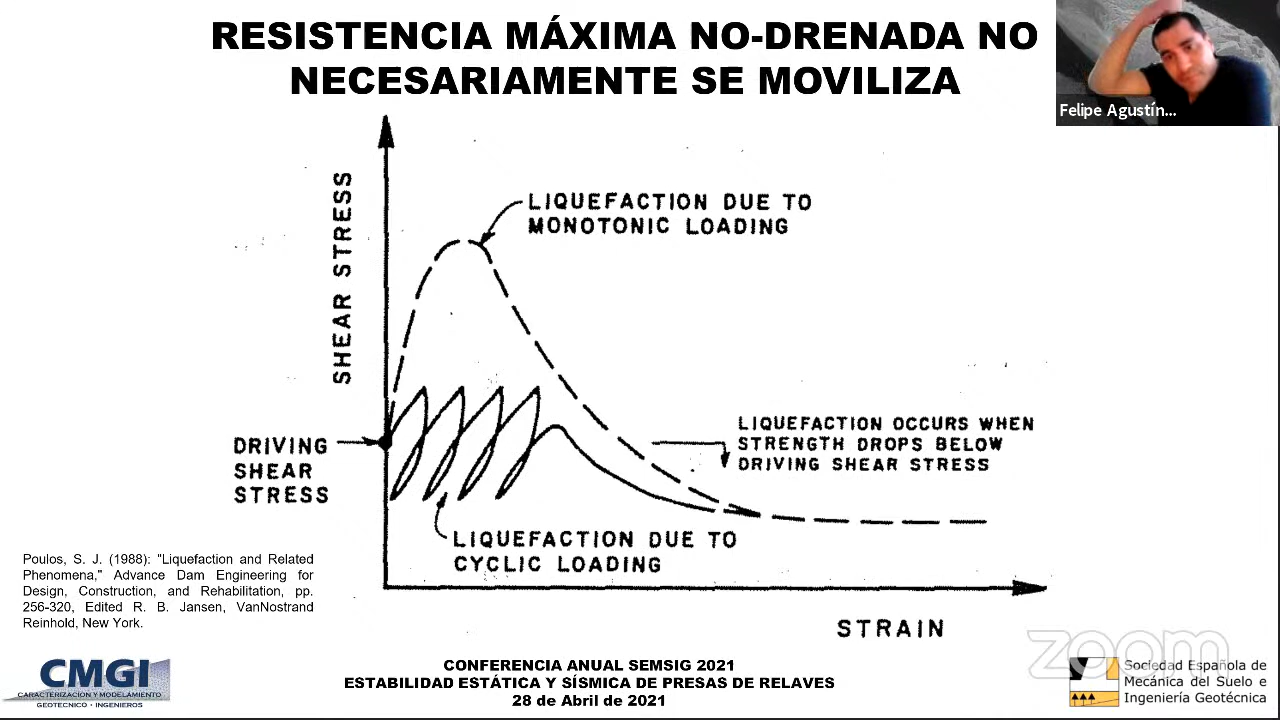 RESISTENCIA MÁXIMA NO-DRENADA NO
NECESARIAMENTE SE MOVILIZA
Felipe Agustín...
SHEAR STRESS
LIQUEFACTION DUE TO
MONOTONIC LOADING
DRIVING
SHEAR
STRESS
LIQUEFACTION OCCURS WHEN
STRENGTH DROPS BELOW
DRIVING SHEAR STRESS
LIQUEFACTION DUE TO
CYCLIC LOADING
STRAIN
Poulos, S. J. (1988): "Liquefaction and Related
Phenomena," Advance Dam Engineering for
Design, Construction, and Rehabilitation, pp.
256-320, Edited R. B. Jansen, VanNostrand
Reinhold, New York.
CMGI
CARACTERIZACION Y MODELAMIENTO
GEOTECNICO • INGENIEROS
CONFERENCIA ANUAL SEMSIG 2021
ESTABILIDAD ESTÁTICA Y SÍSMICA DE PRESAS DE RELAVES
28 de Abril de 2021
zoom
Sociedad Española de
Mecánica del Suelo e
Ingeniería Geotécnica